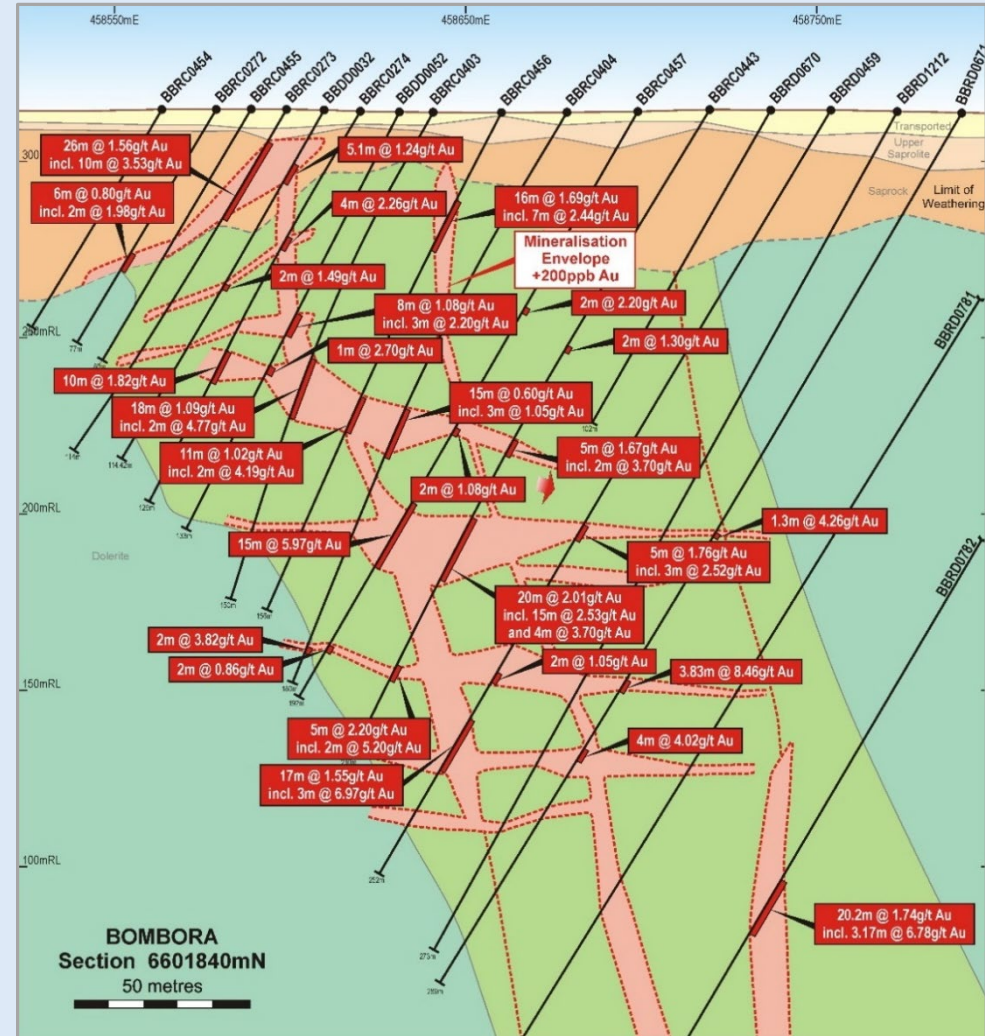 458550mE
458650mE
458750mE
BBRC0454
BBRC0272
BBRC0455
BBRC0273
BBDD0032
BBRC0274
BBDD0052
BBRC0403
BBRC0456
BBRC0404
BBRC0457
BBRC0443
BBRD0670
BBRD0459
BBRD1212
BBRD0671
Transported
Upper
Saprolite
Saprock
Limit of
Weathering
26m @ 1.56g/t Au
incl. 10m @ 3.53g/t Au
5.1m @ 1.24g/t Au
300
6m @ 0.80g/t Au
incl. 2m @ 1.98g/t Au
4m @ 2.26g/t Au
16m @ 1.69g/t Au
incl. 7m @ 2.44g/t Au
Mineralisation
Envelope
+200ppb Au
2m @ 1.49g/t Au
8m @ 1.08g/t Au
incl. 3m @ 2.20g/t Au
2m @ 2.20g/t Au
BBRD0781
250mRL
77m
1m @ 2.70g/t Au
2m @ 1.30g/t Au
10m @ 1.82g/t Au
18m @ 1.09g/t Au
incl. 2m @ 4.77g/t Au
15m @ 0.60g/t Au
incl. 3m @ 1.05g/t Au
102m
11m @ 1.02g/t Au
incl. 2m @ 4.19g/t Au
5m @ 1.67g/t Au
incl. 2m @ 3.70g/t Au
114.42m
2m @ 1.08g/t Au
200mRL
1.3m @ 4.26g/t Au
BBRD0782
15m @ 5.97g/t Au
5m @ 1.76g/t Au
incl. 3m @ 2.52g/t Au
Dolerite
20m @ 2.01g/t Au
incl. 15m @ 2.53g/t Au
and 4m @ 3.70g/t Au
2m @ 3.82g/t Au
2m @ 0.86g/t Au
2m @ 1.05g/t Au
3.83m @ 8.46g/t Au
150mRL
5m @ 2.20g/t Au
incl. 2m @ 5.20g/t Au
4m @ 4.02g/t Au
17m @ 1.55g/t Au
incl. 3m @ 6.97g/t Au
100mRL
252m
20.2m @ 1.74g/t Au
incl. 3.17m @ 6.78g/t Au
BOMBORA
Section 6601840mN
50 metres